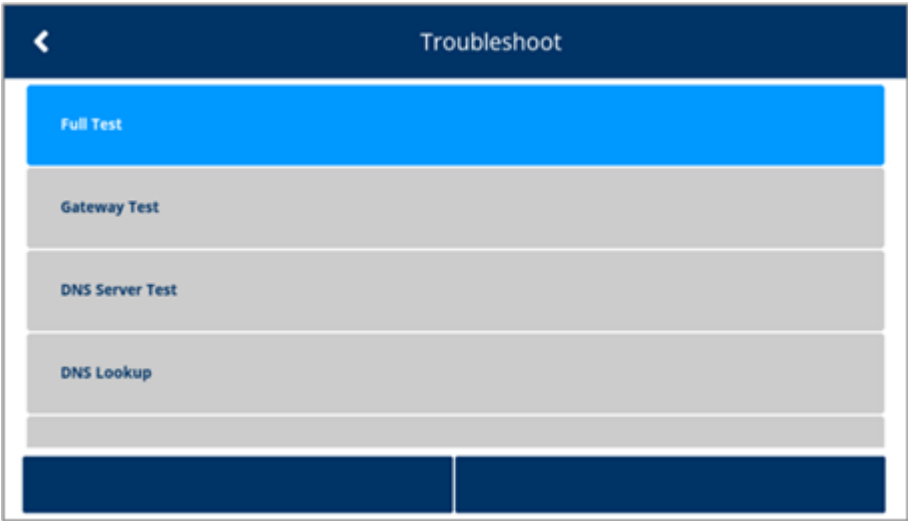 Troubleshoot
Full Test
Gateway Test
DNS Server Test
DNS Lookup